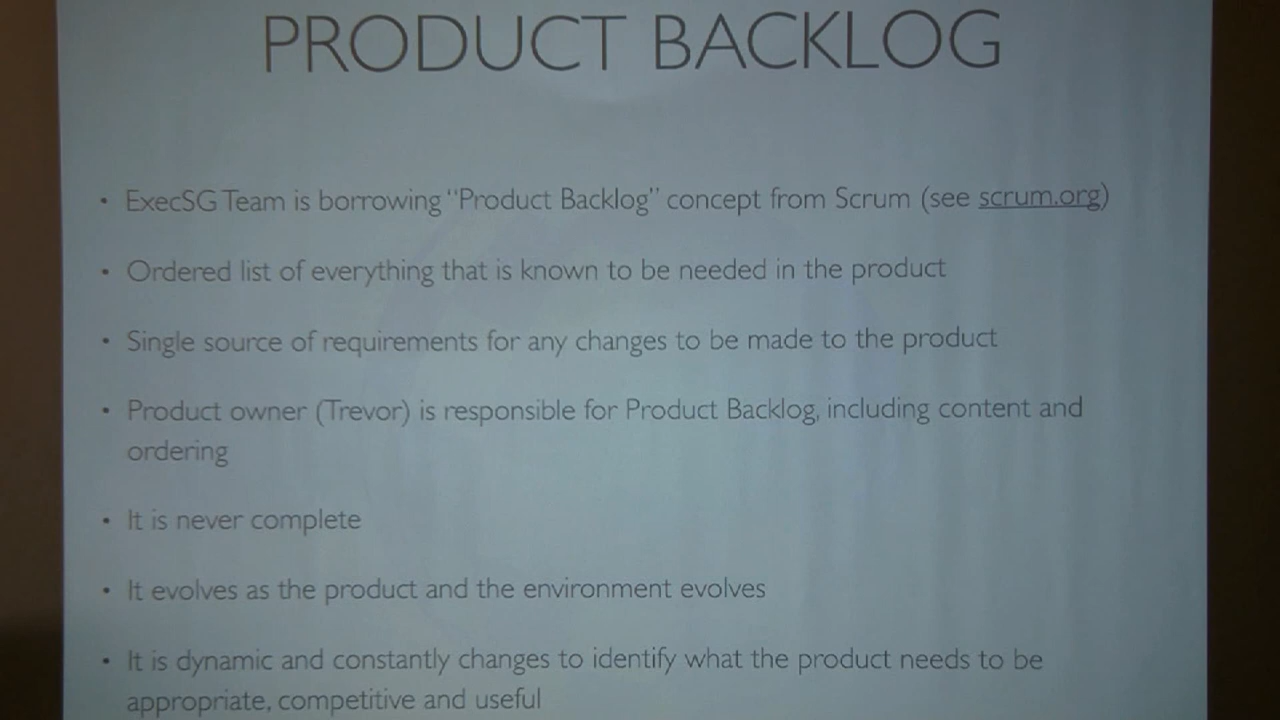 PRODUCT BACKLOG
• ExecSG Team is borrowing "Product Backlog" concept from Scrum (see scrum.org)
• Ordered list of everything that is known to be needed in the product
• Single source of requirements for any changes to be made to the product
• Product owner (Trevor) is responsible for Product Backlog, including content and
ordering
• It is never complete
• It evolves as the product and the environment evolves
• It is dynamic and constantly changes to identify what the product needs to be
appropriate, competitive and useful